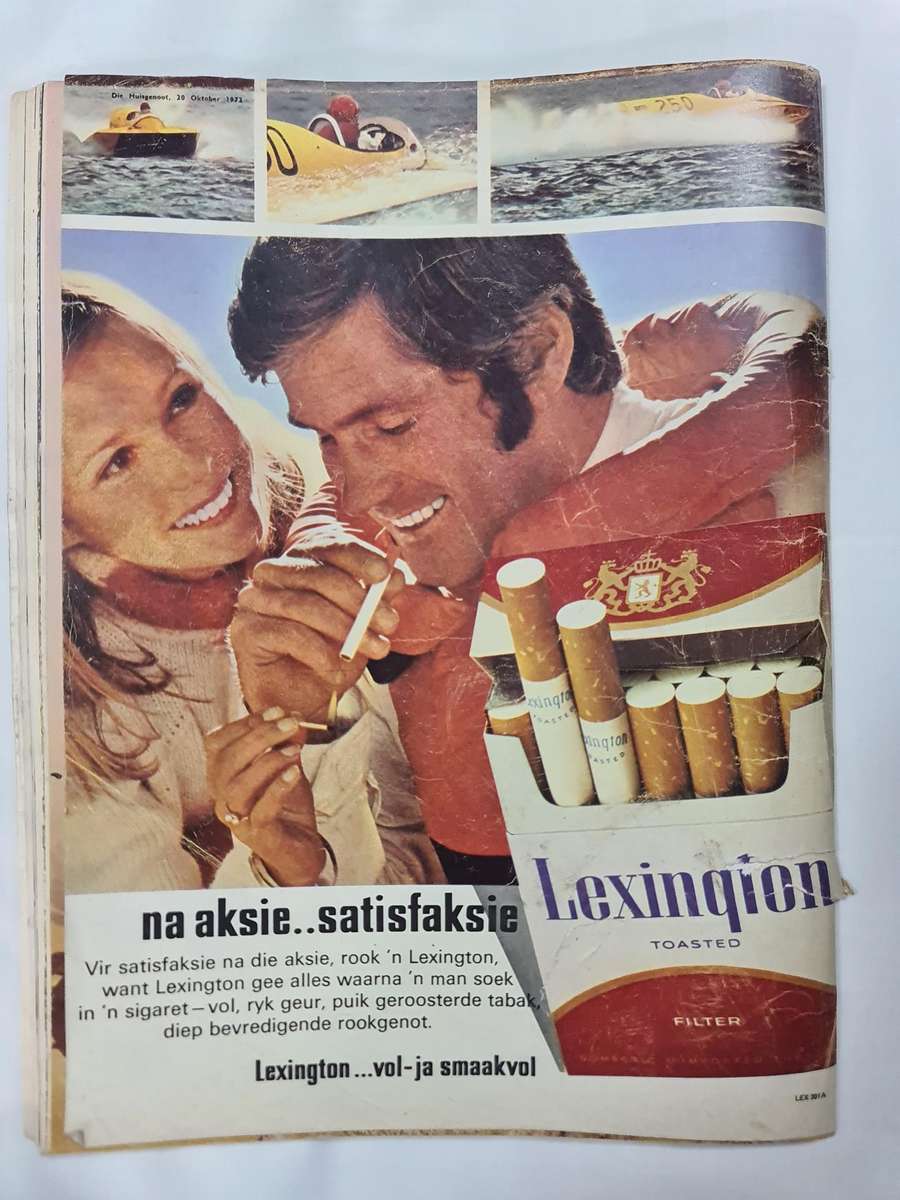 Die Huisgenoot, 20 Oktober 1972
250
0
Lexington
TOASTED
Lexington
TOASTED
na aksie..satisfaksie
Vir satisfaksie na die aksie, rook 'n Lexington,
want Lexington gee alles waarna 'n man soek
in 'n sigaret—vol, ryk geur, puik geroosterde tabak,
diep bevredigende rookgenot.
Lexington...vol-ja smaakvol
Lexington
TOASTED
FILTER
LEX 301A